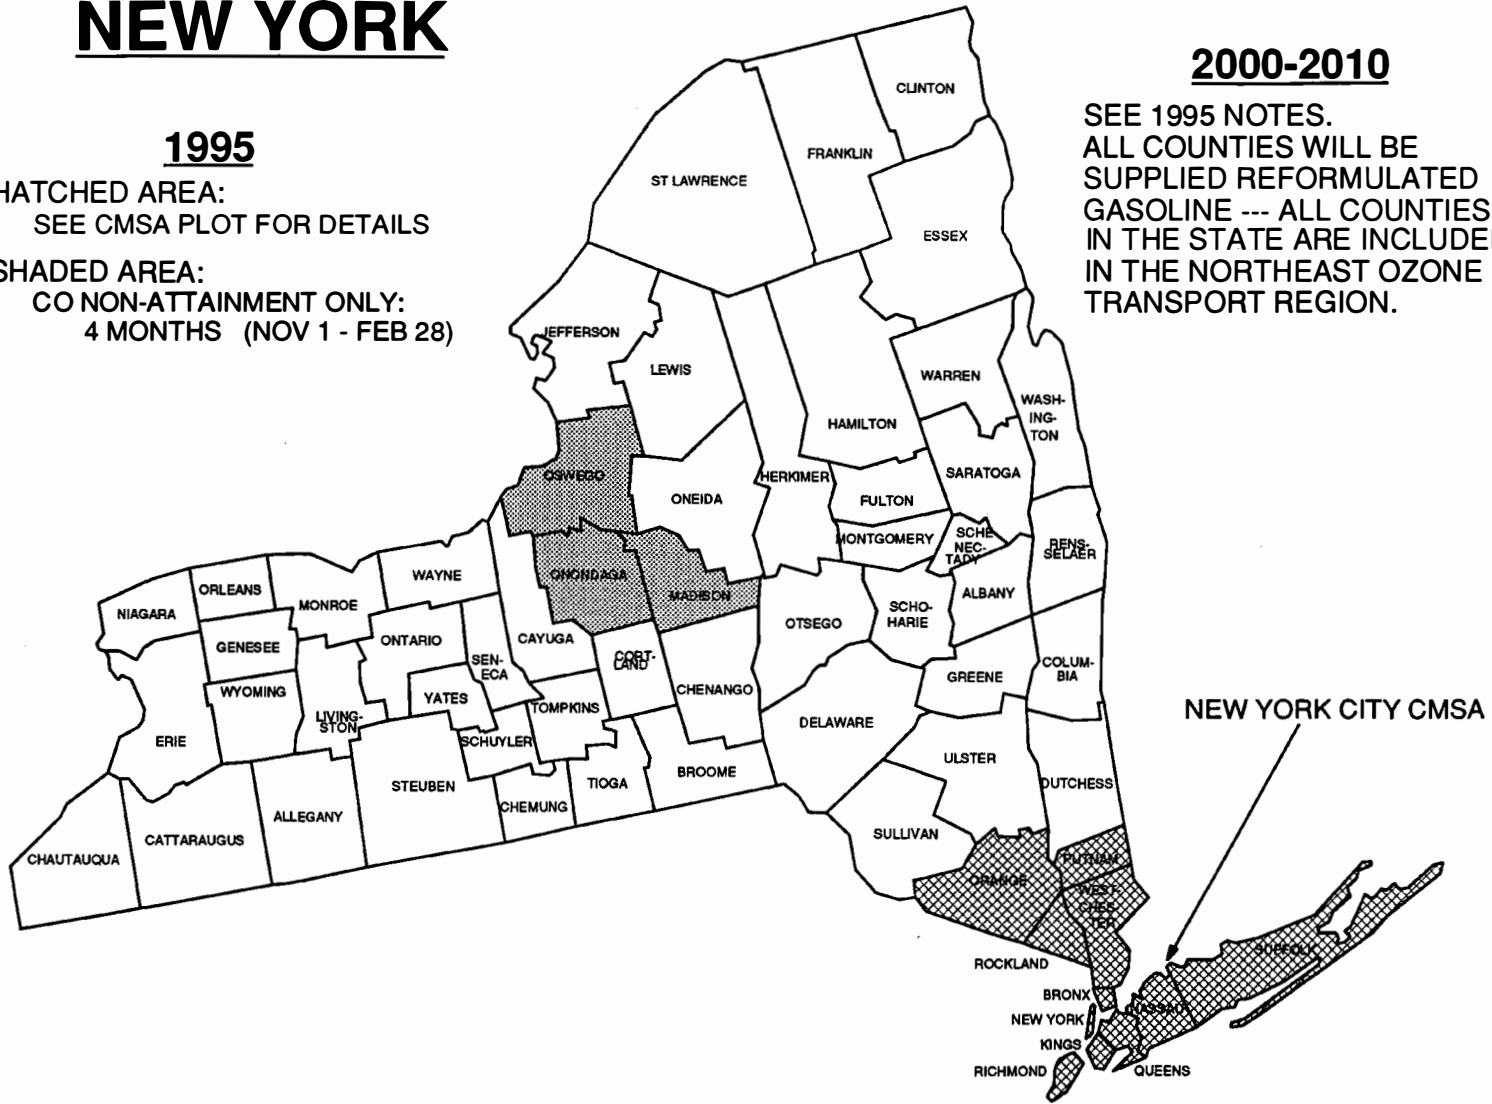 NEW YORK
1995
HATCHED AREA:
SEE CMSA PLOT FOR DETAILS
SHADED AREA:
CO NON-ATTAINMENT ONLY:
4 MONTHS (NOV 1 - FEB 28)
2000-2010
SEE 1995 NOTES.
ALL COUNTIES WILL BE
SUPPLIED REFORMULATED
GASOLINE --- ALL COUNTIES
IN THE STATE ARE INCLUDE
IN THE NORTHEAST OZONE
TRANSPORT REGION.
CLINTON
FRANKLIN
ST LAWRENCE
ESSEX
JEFFERSON
LEWIS
WARREN
WASH-
ING-
TON
HAMILTON
OSWEGO
HERKIMER
SARATOGA
ONEIDA
FULTON
MONTGOMERY
SCHE
NEC-
TADY
RENS-
SELAER
ONONDAGA
MADISON
WAYNE
ORLEANS
NIAGARA
MONROE
GENESEE
ONTARIO
CAYUGA
OTSEGO
SCHO-
HARIE
ALBANY
SEN-
ECA
CORT-
LAND
CHENANGO
GREENE
COLUM-
BIA
WYOMING
YATES
LIVING-
STON
TOMPKINS
DELAWARE
NEW YORK CITY CMSA
ERIE
SCHUYLER
STEUBEN
CHEMUNG
TIOGA
BROOME
ULSTER
DUTCHESS
ALLEGANY
CATTARAUGUS
CHAUTAUQUA
SULLIVAN
PUTNAM
ORANGE
WEST-
CHES-
TER
ROCKLAND
SUFFOLK
BRONX
NASSAU
NEW YORK
KINGS
RICHMOND
QUEENS